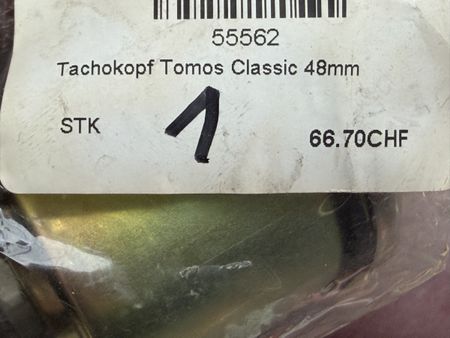 55562
Tachokopf Tomos Classic 48mm
STK 1 66.70CHF